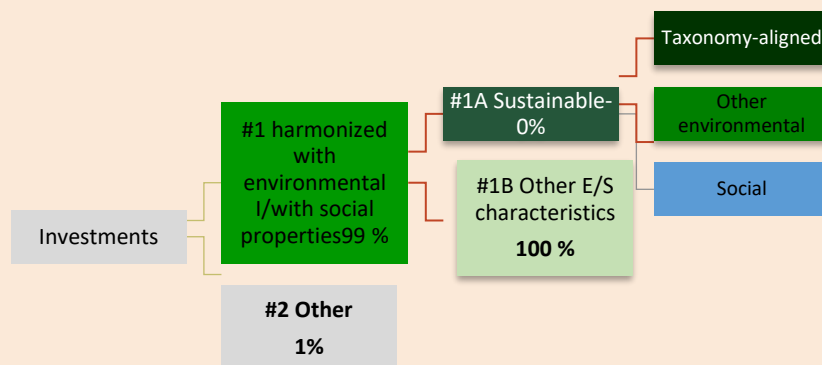 Investments
#1 harmonized
with
environmental
l/with social
properties99 %
#2 Other
1%
#1A Sustainable-
0%
#1B Other E/S
characteristics
100 %
Taxonomy-aligned
Other
environmental
Social